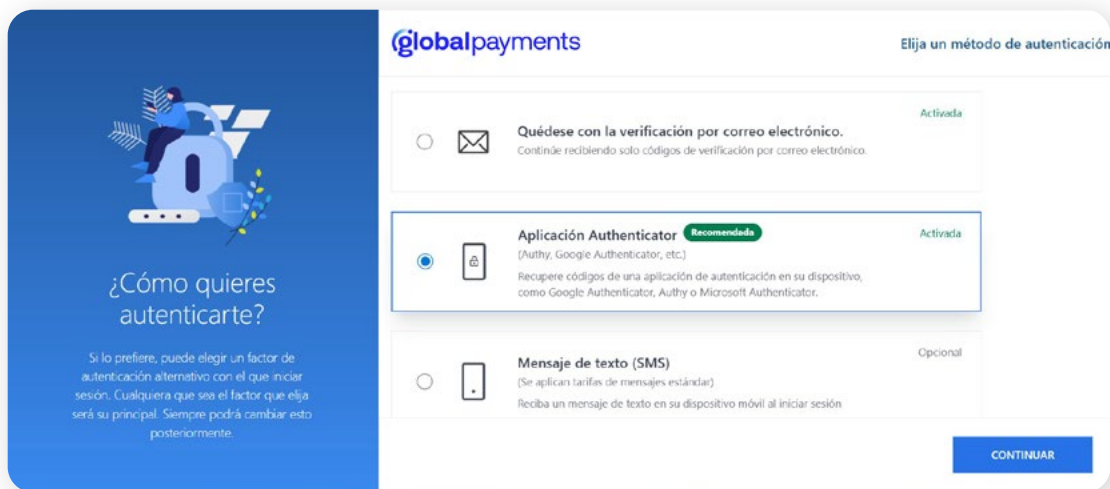 ¿Cómo quieres
autenticarte?
Si lo prefiere, puede elegir un factor de
autenticación alternativo con el que iniciar
sesión. Cualquiera que sea el factor que elija
será su principal. Siempre podrá cambiar esto
posteriormente.
globalpayments
Elija un método de autenticación
Activada
Quédese con la verificación por correo electrónico.
Continúe recibiendo solo códigos de verificación por correo electrónico.
Aplicación Authenticator Recomendada
Activada
(Authy, Google Authenticator, etc.)
Recupere códigos de una aplicación de autenticación en su dispositivo,
como Google Authenticator, Authy o Microsoft Authenticator.
Opcional
Mensaje de texto (SMS)
(Se aplican tarifas de mensajes estándar)
Reciba un mensaje de texto en su dispositivo móvil al iniciar sesión
CONTINUAR